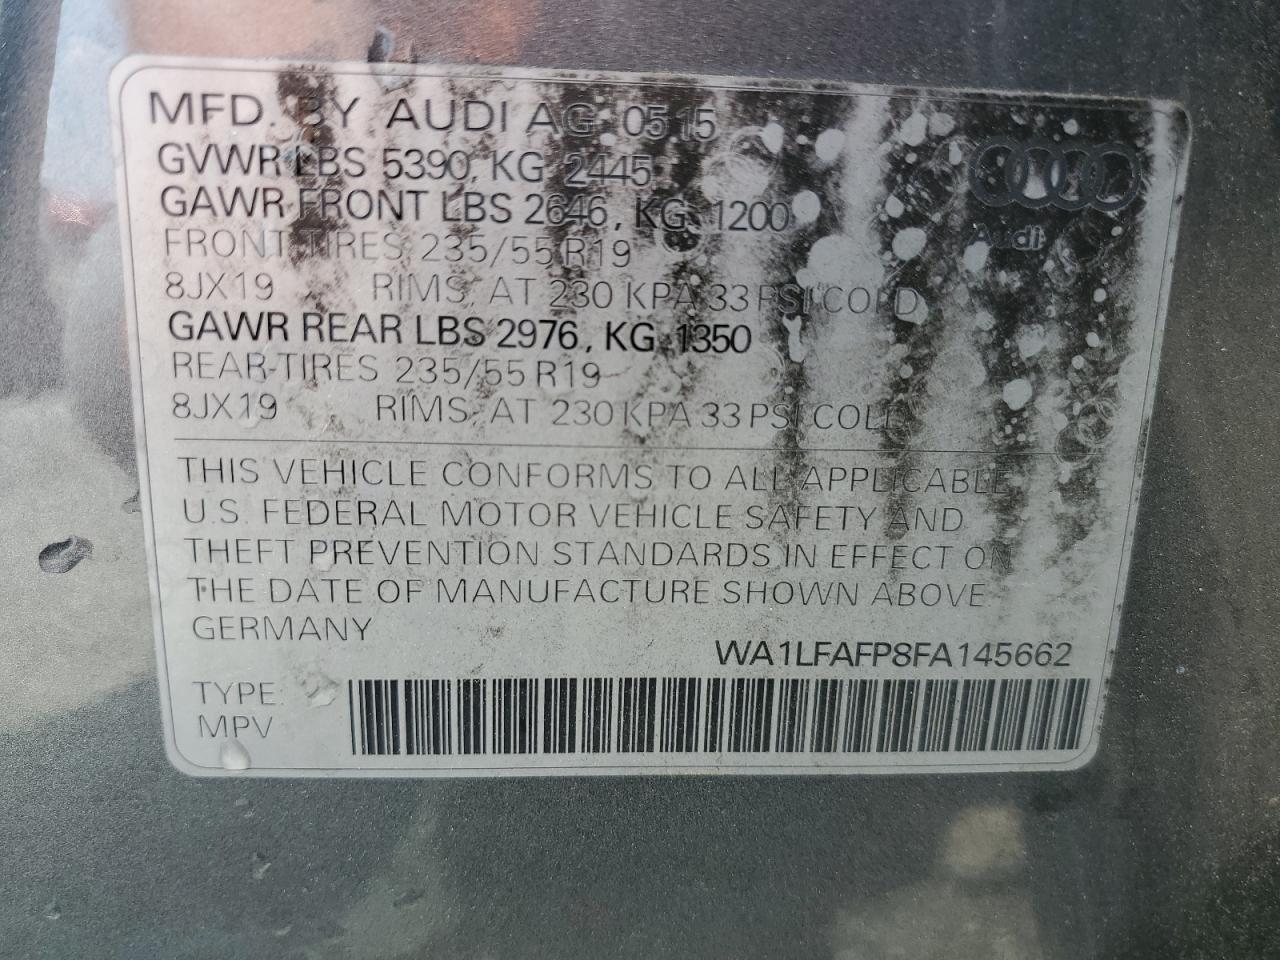 MFD. BY AUDI AG 05 15
GVWR LBS 5390, KG 2445
GAWR FRONT LBS 2646, KG 1200
FRONT-TIRES 235/55 R19
8JX19 RIMS, AT 230 KPA 33 PSI COLD
GAWR REAR LBS 2976, KG 1350
REAR-TIRES 235/55 R19
8JX19 RIMS, AT 230 KPA 33 PSI COLD
Audi
THIS VEHICLE CONFORMS TO ALL APPLICABLE
U.S. FEDERAL MOTOR VEHICLE SAFETY AND
THEFT PREVENTION STANDARDS IN EFFECT ON
THE DATE OF MANUFACTURE SHOWN ABOVE
GERMANY
WA1LFAFP8FA145662
TYPE:
MPV